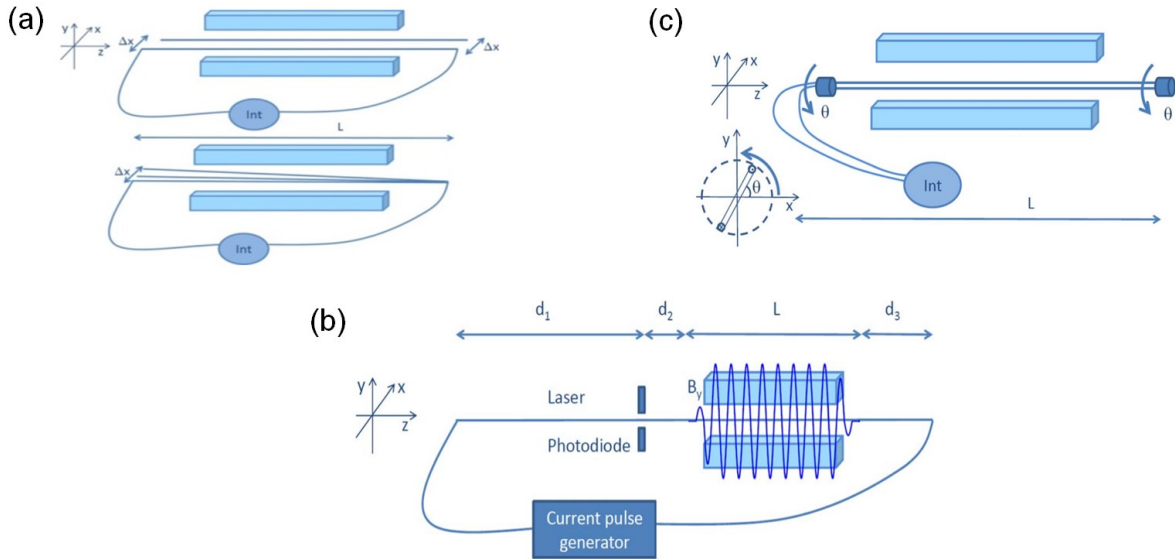 (a)
y
x
z
Δx
Δx
Int
L
Δx
Int
(c)
y
x
z
θ
θ
y
θ
x
Int
L
(b)
d₁
d₂
L
d₃
y
x
z
Laser
Photodiode
By
Current pulse
generator